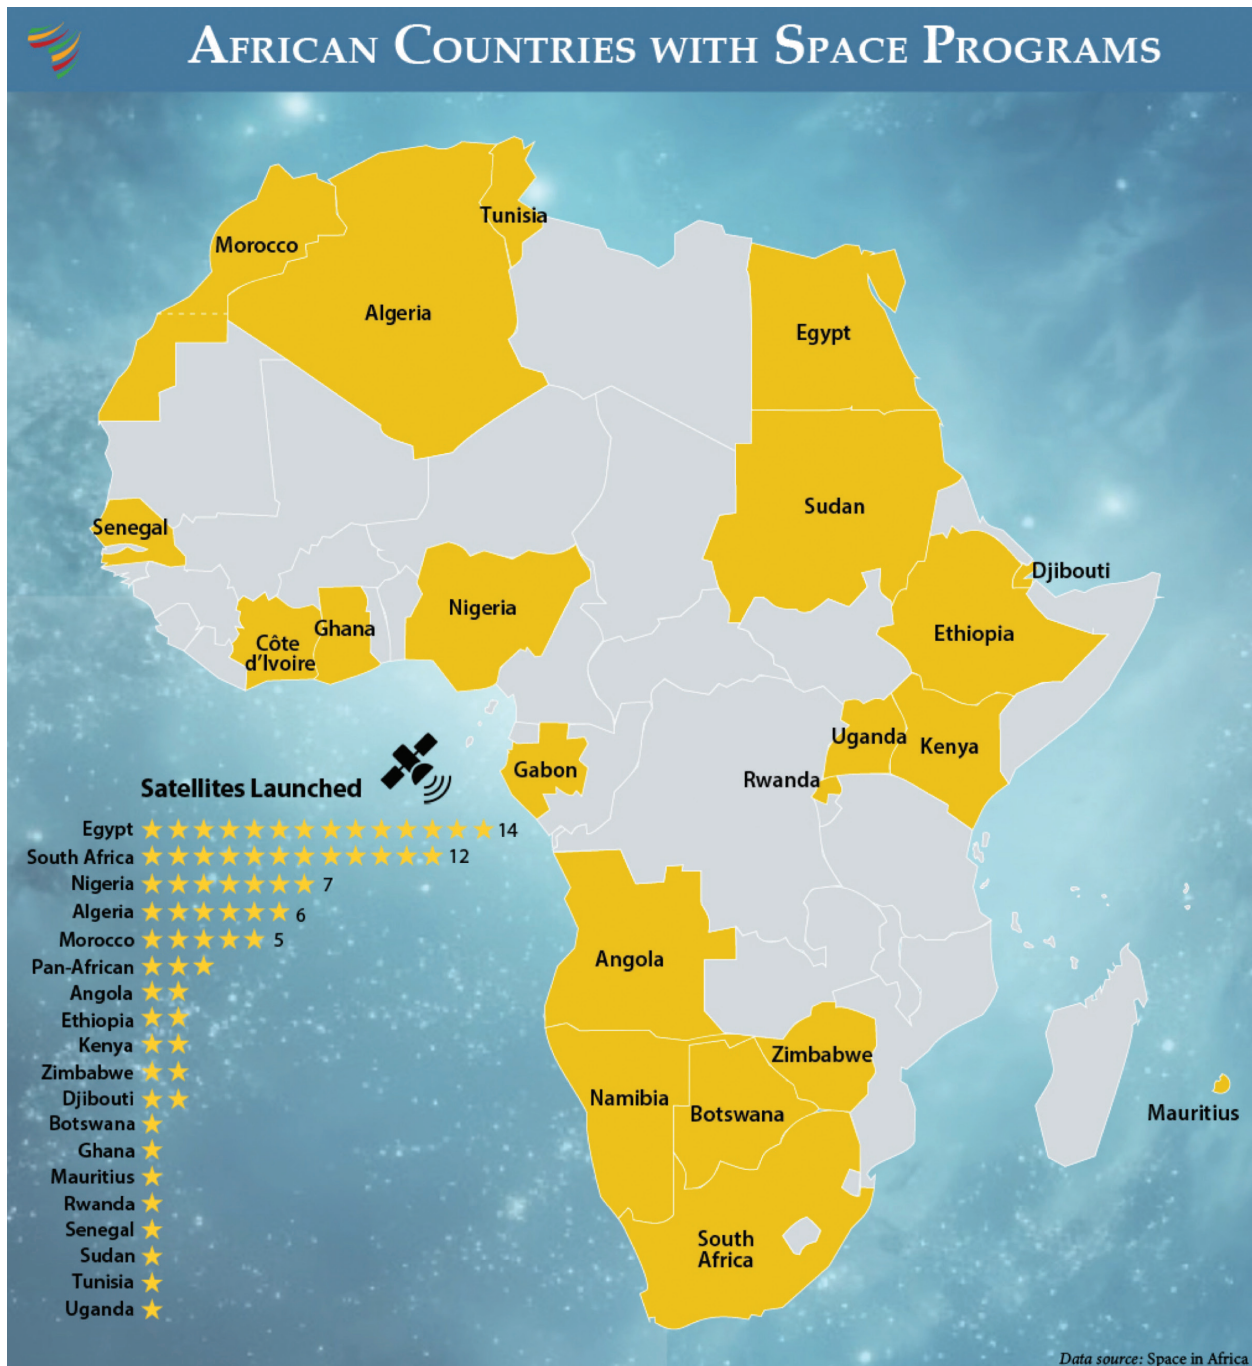 AFRICAN COUNTRIES WITH SPACE PROGRAMS
Tunisia
Morocco
Algeria
Egypt
Sudan
Senegal
Djibouti
Nigeria
Ghana
Côte
d'Ivoire
Ethiopia
Uganda
Kenya
Gabon
Rwanda
Angola
Zimbabwe
Namibia
Botswana
Mauritius
South
Africa
Satellites Launched
Egypt 14
South Africa 12
Nigeria 7
Algeria 6
Morocco 5
Pan-African
Angola
Ethiopia
Kenya
Zimbabwe
Djibouti
Botswana
Ghana
Mauritius
Rwanda
Senegal
Sudan
Tunisia
Uganda
Data source: Space in Africa